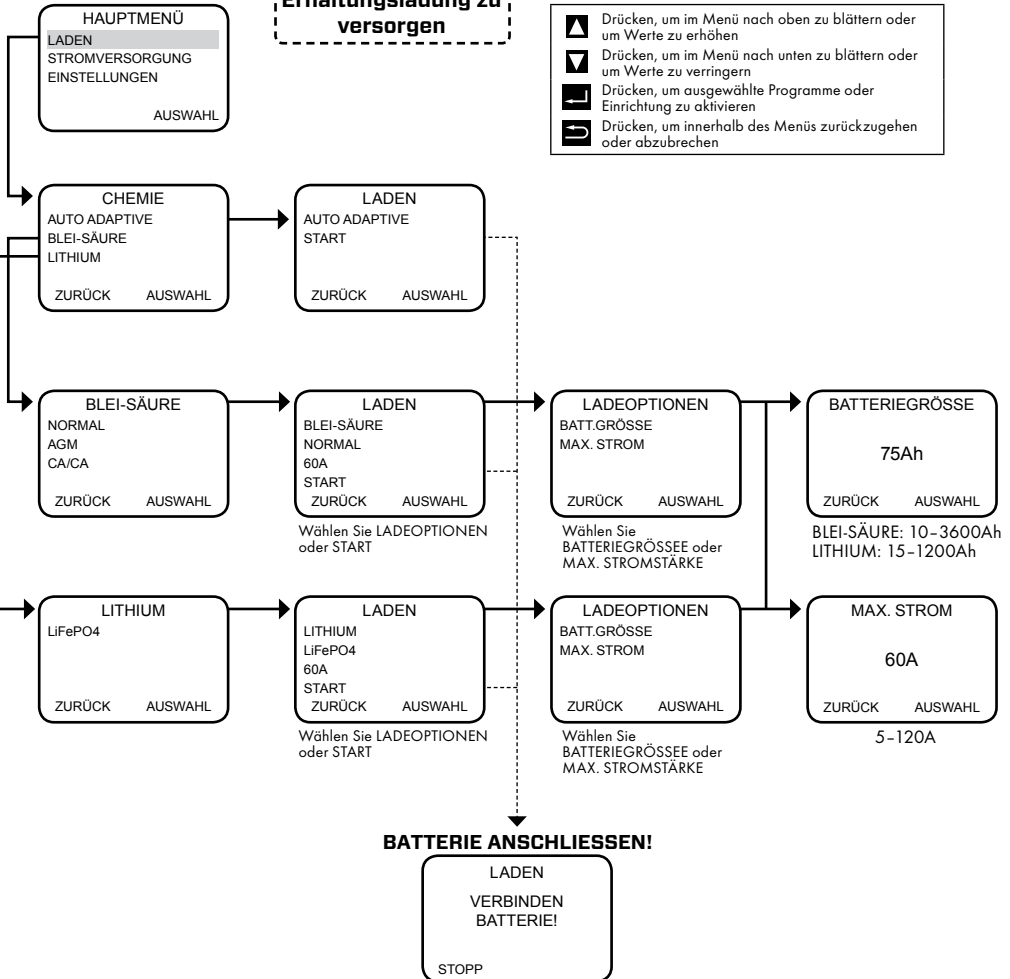 Erhaltungsladung zu
versorgen
HAUPTMENÜ
LADEN
STROMVERSORGUNG
EINSTELLUNGEN
AUSWAHL
Drücken, um im Menü nach oben zu blättern oder
um Werte zu erhöhen
Drücken, um im Menü nach unten zu blättern oder
um Werte zu verringern
Drücken, um ausgewählte Programme oder
Einrichtung zu aktivieren
Drücken, um innerhalb des Menüs zurückzugehen
oder abzubrechen
CHEMIE
AUTO ADAPTIVE
BLEI-SÄURE
LITHIUM
ZURÜCK AUSWAHL
LADEN
AUTO ADAPTIVE
START
ZURÜCK AUSWAHL
BLEI-SÄURE
NORMAL
AGM
CA/CA
ZURÜCK AUSWAHL
LADEN
BLEI-SÄURE
NORMAL
60A
START
ZURÜCK AUSWAHL
Wählen Sie LADEOPTIONEN
oder START
LADEOPTIONEN
BATT.GRÖSSE
MAX. STROM
ZURÜCK AUSWAHL
Wählen Sie
BATTERIEGRÖSSEE oder
MAX. STROMSTÄRKE
BATTERIEGRÖSSE
75Ah
ZURÜCK AUSWAHL
BLEI-SÄURE: 10–3600Ah
LITHIUM: 15–1200Ah
LITHIUM
LiFePO4
ZURÜCK AUSWAHL
LADEN
LITHIUM
LiFePO4
60A
START
ZURÜCK AUSWAHL
Wählen Sie LADEOPTIONEN
oder START
LADEOPTIONEN
BATT.GRÖSSE
MAX. STROM
ZURÜCK AUSWAHL
Wählen Sie
BATTERIEGRÖSSEE oder
MAX. STROMSTÄRKE
MAX. STROM
60A
ZURÜCK AUSWAHL
5–120A
BATTERIE ANSCHLIESSEN!
LADEN
VERBINDEN
BATTERIE!
STOPP